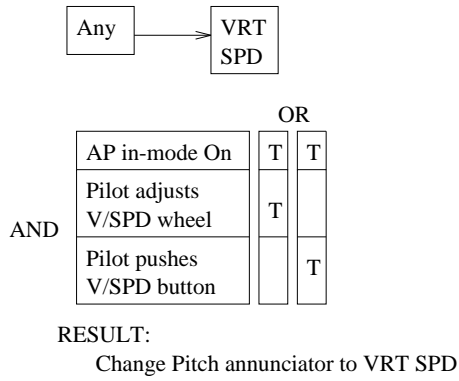 Any
VRT
SPD
OR
AP in-mode On T T
Pilot adjusts
V/SPD wheel T
AND
Pilot pushes
V/SPD button T
RESULT:
Change Pitch annunciator to VRT SPD